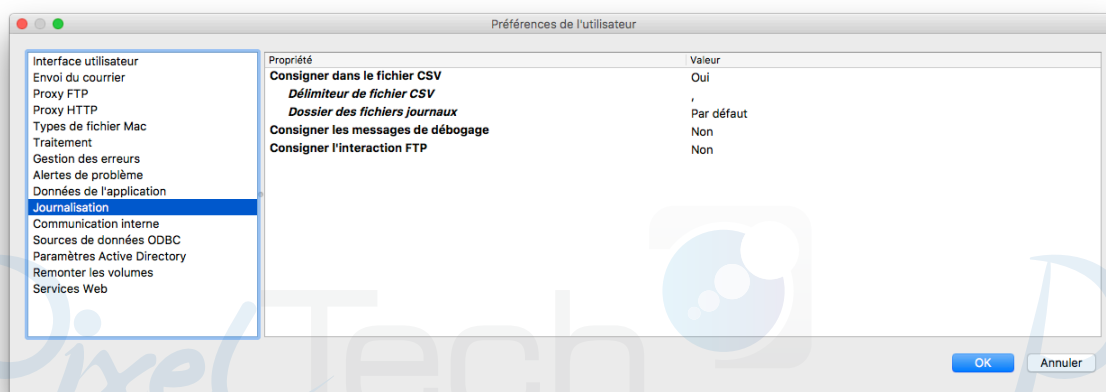 Préférences de l'utilisateur
Interface utilisateur
Envoi du courrier
Proxy FTP
Proxy HTTP
Types de fichier Mac
Traitement
Gestion des erreurs
Alertes de problème
Données de l'application
Journalisation
Communication interne
Sources de données ODBC
Paramètres Active Directory
Remonter les volumes
Services Web
Propriété Valeur
Consigner dans le fichier CSV Oui
Délimiteur de fichier CSV ,
Dossier des fichiers journaux Par défaut
Consigner les messages de débogage Non
Consigner l'interaction FTP Non
OK Annuler
Pixel Tech